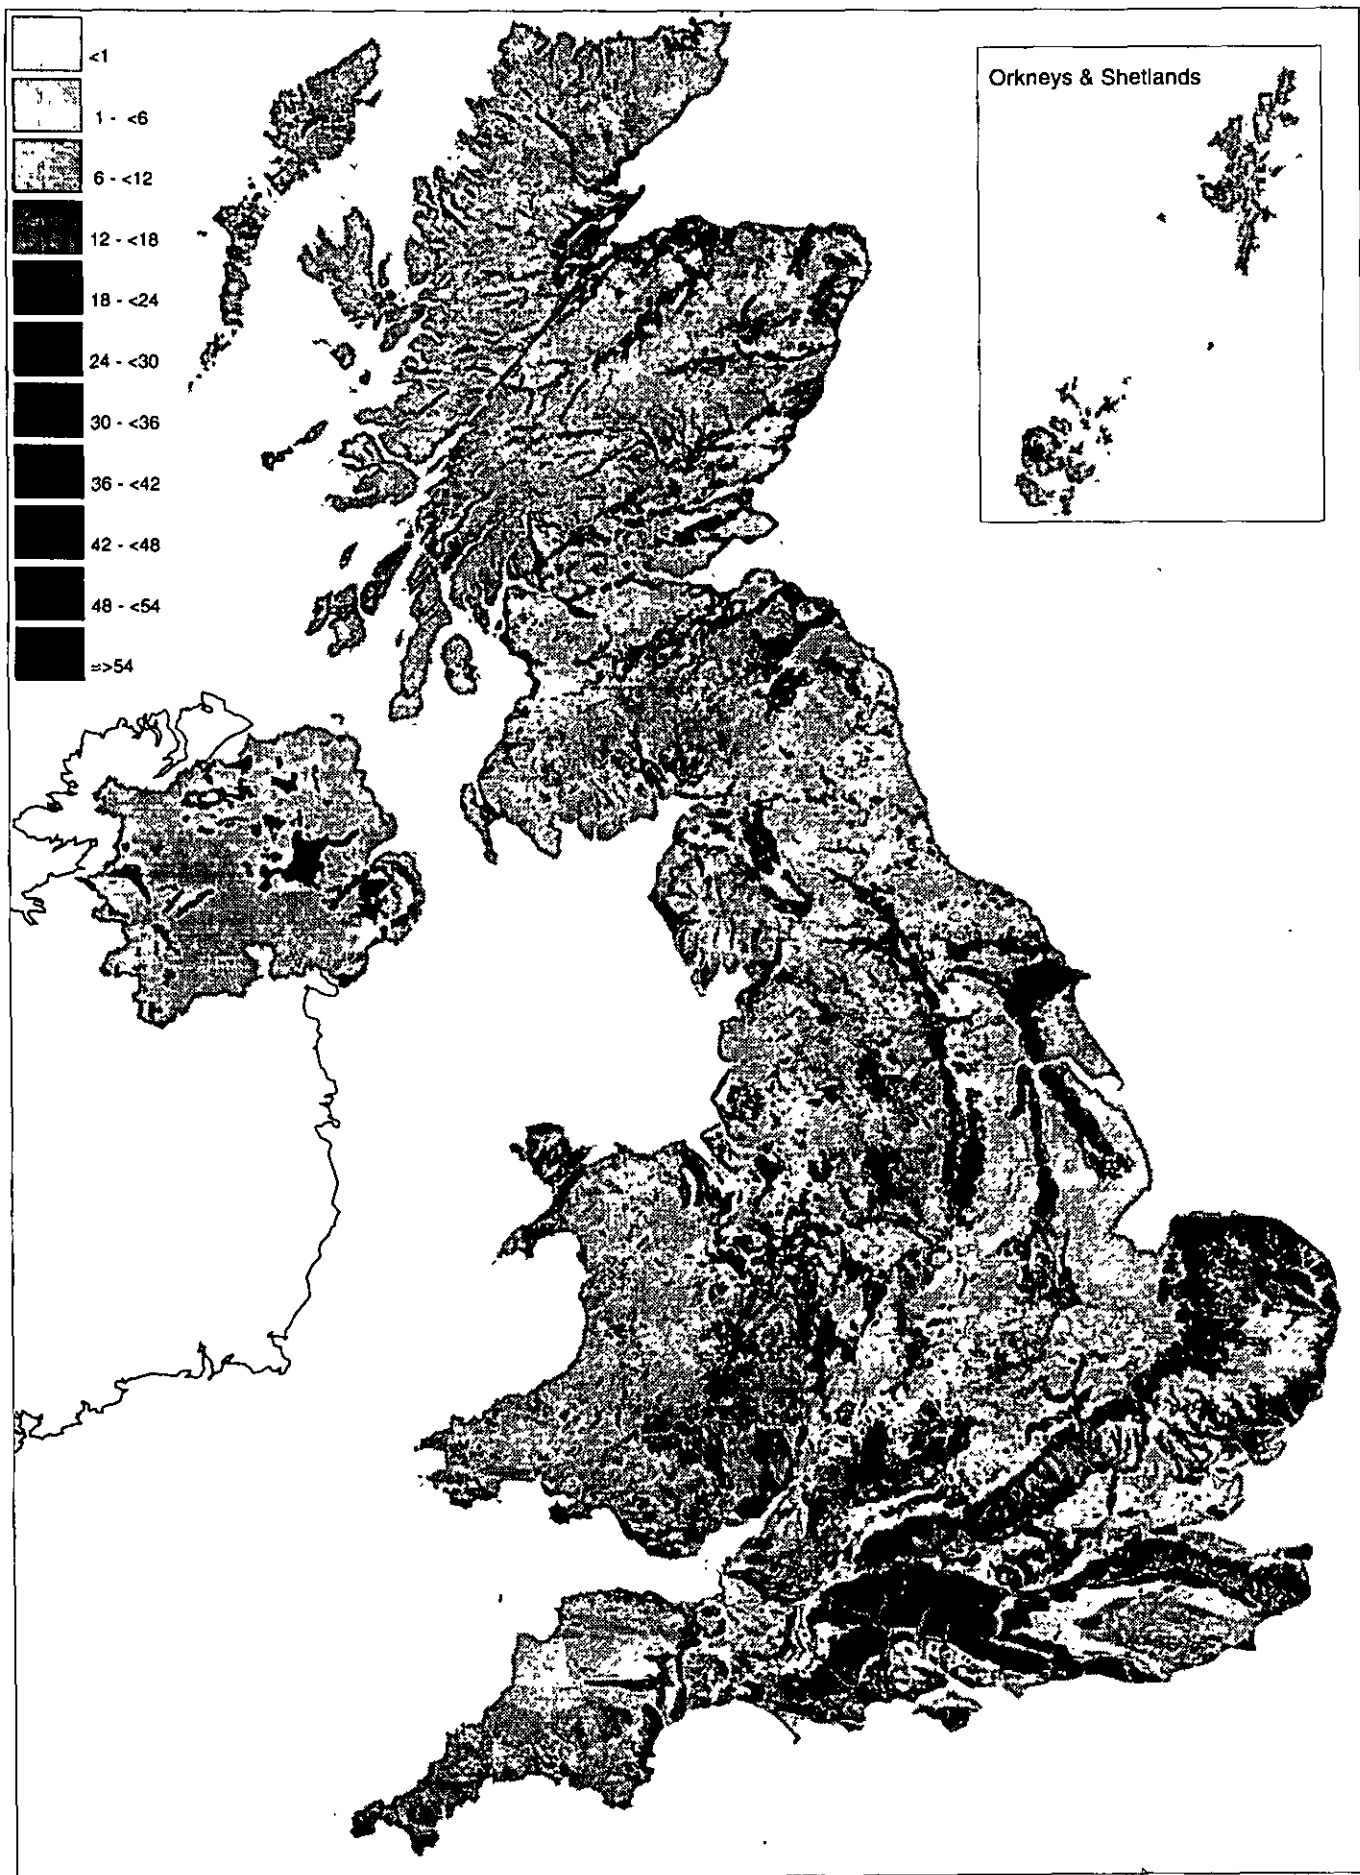 <1
1 - <6
6 - <12
12 - <18
18 - <24
24 - <30
30 - <36
36 - <42
42 - <48
48 - <54
=>54
Orkneys & Shetlands